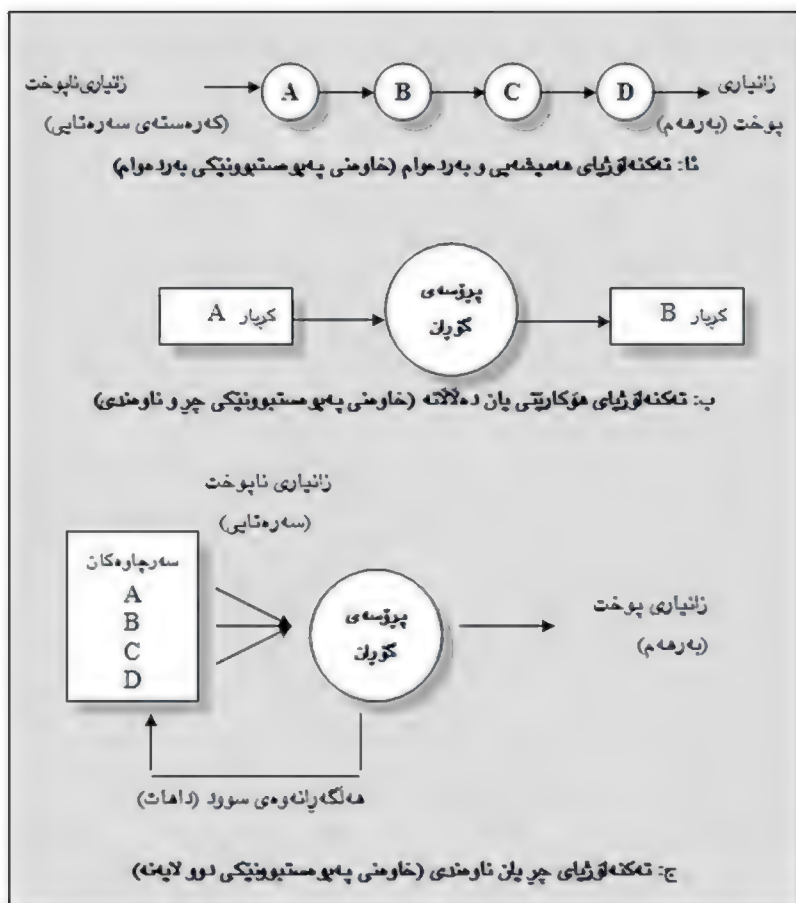 زانیاری ناپوخت A B C D زانیاری
(کەرەستەی سەرەتایی) پوخت (بەرهەم)
ئا: تەکنەلۆژیای هەمیشەیی و بەردەوام (خاوەنی پەیوەستبوونێکی بەردەوام)
کڕیار A پرۆسەی گۆڕان کڕیار B
ب: تەکنەلۆژیای هۆکارێتی یان دەلالاتە (خاوەنی پەیوەستبوونێکی چڕ و ناوەندی)
زانیاری ناپوخت
(سەرەتایی)
سەرچاوەکان
A
B
C
D
پرۆسەی
گۆڕان
زانیاری پوخت
(بەرهەم)
هەڵگەڕانەوەی سوود (داهات)
ج: تەکنەلۆژیای چڕ یان ناوەندی (خاوەنی پەیوەستبوونێکی دوو لایەنە)